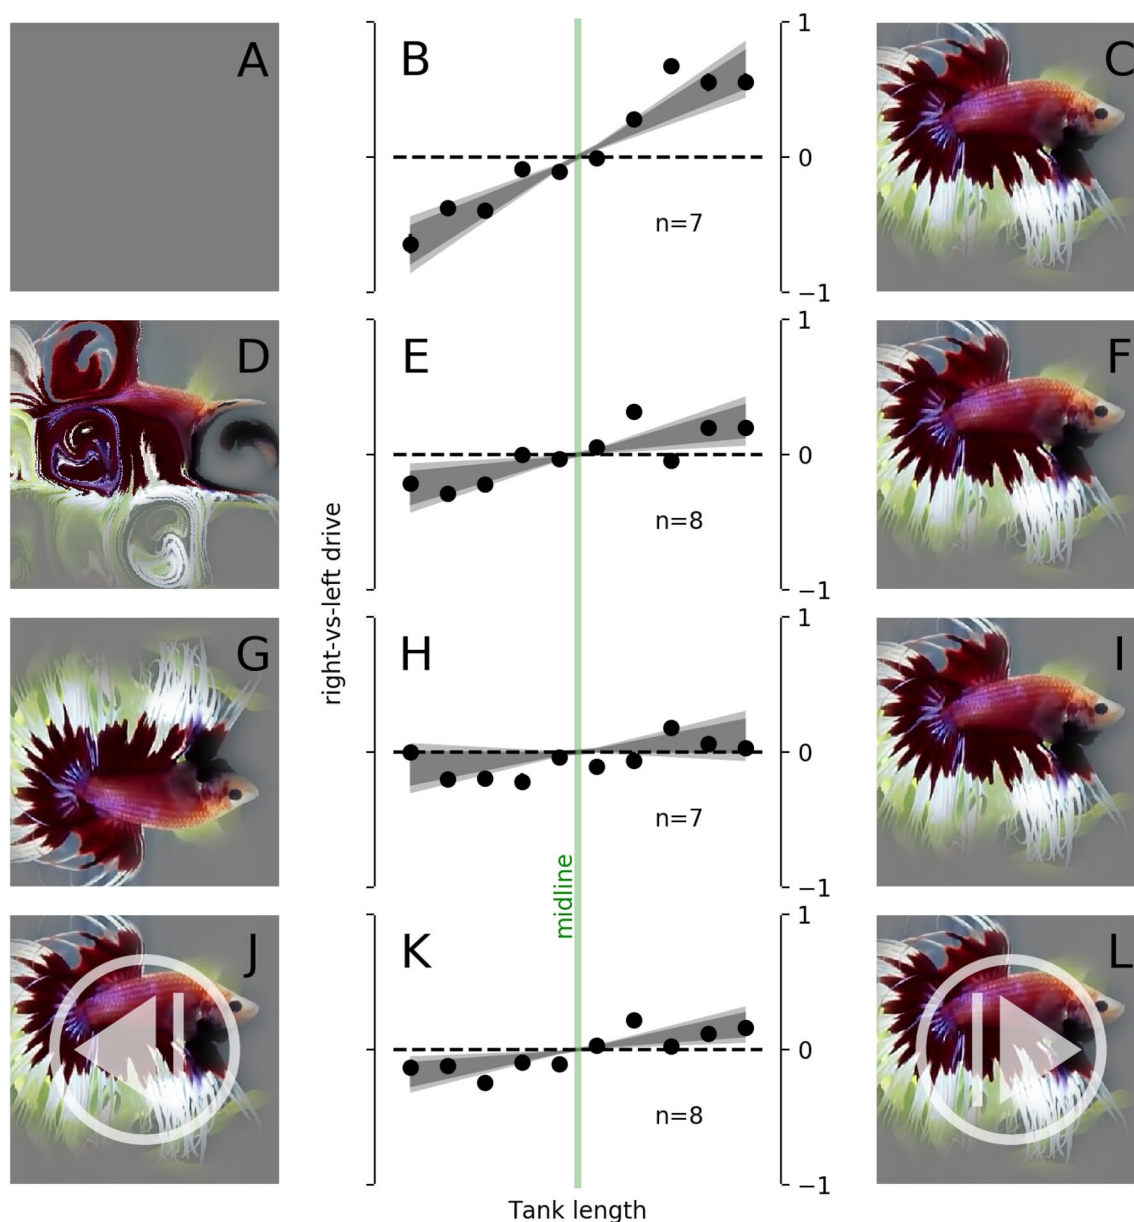 A
B
C
1
0
−1
n=7
D
E
F
1
0
−1
n=8
right-vs-left drive
G
H
I
1
0
−1
n=7
midline
J
K
L
1
0
−1
n=8
Tank length